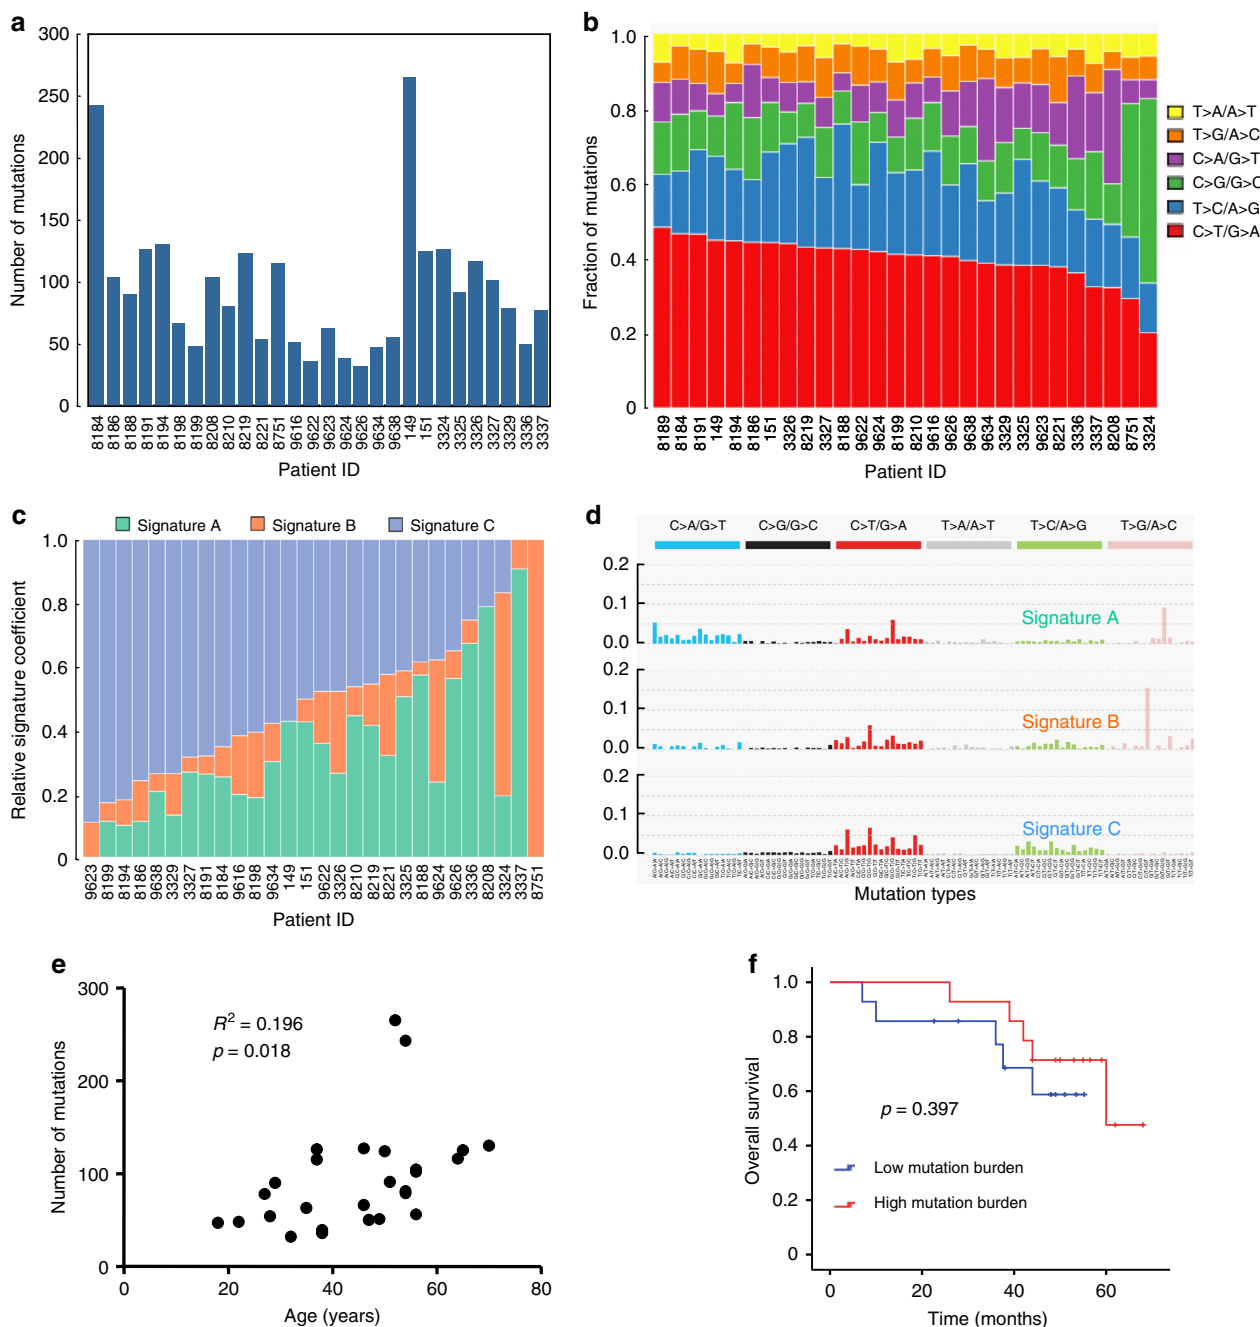 a
300
250
200
150
100
50
0
Number of mutations
8184 8186 8188 8191 8194 8198 8199 8208 8210 8219 8221 8751 9616 9622 9623 9624 9626 9634 9638 149 151 3324 3325 3326 3327 3329 3336 3337
Patient ID
b
1.0
0.8
0.6
0.4
0.2
0
Fraction of mutations
8189 8184 8191 149 8194 8186 151 3326 8219 3327 8188 9622 9624 8199 8210 9616 9626 9638 9634 3329 3325 9623 8221 3336 3337 8208 8751 3324
Patient ID
T>A/A>T
T>G/A>C
C>A/G>T
C>G/G>C
T>C/A>G
C>T/G>A
c
Signature A Signature B Signature C
1.0
0.8
0.6
0.4
0.2
0
Relative signature coefficient
9623 8199 8194 8186 9638 3329 3327 8191 8184 9616 8198 9634 149 151 9622 3326 8210 8219 8221 3325 8188 9624 9626 3336 8208 3324 3337 8751
Patient ID
d
C>A/G>T C>G/G>C C>T/G>A T>A/A>T T>C/A>G T>G/A>C
0.2
0.1
0.0
Signature A
0.2
0.1
0.0
Signature B
0.2
0.1
0.0
Signature C
Mutation types
e
300
200
100
0
Number of mutations
R² = 0.196
p = 0.018
0 20 40 60 80
Age (years)
f
1.0
0.8
0.6
0.4
0.2
0
Overall survival
p = 0.397
Low mutation burden
High mutation burden
0 20 40 60
Time (months)